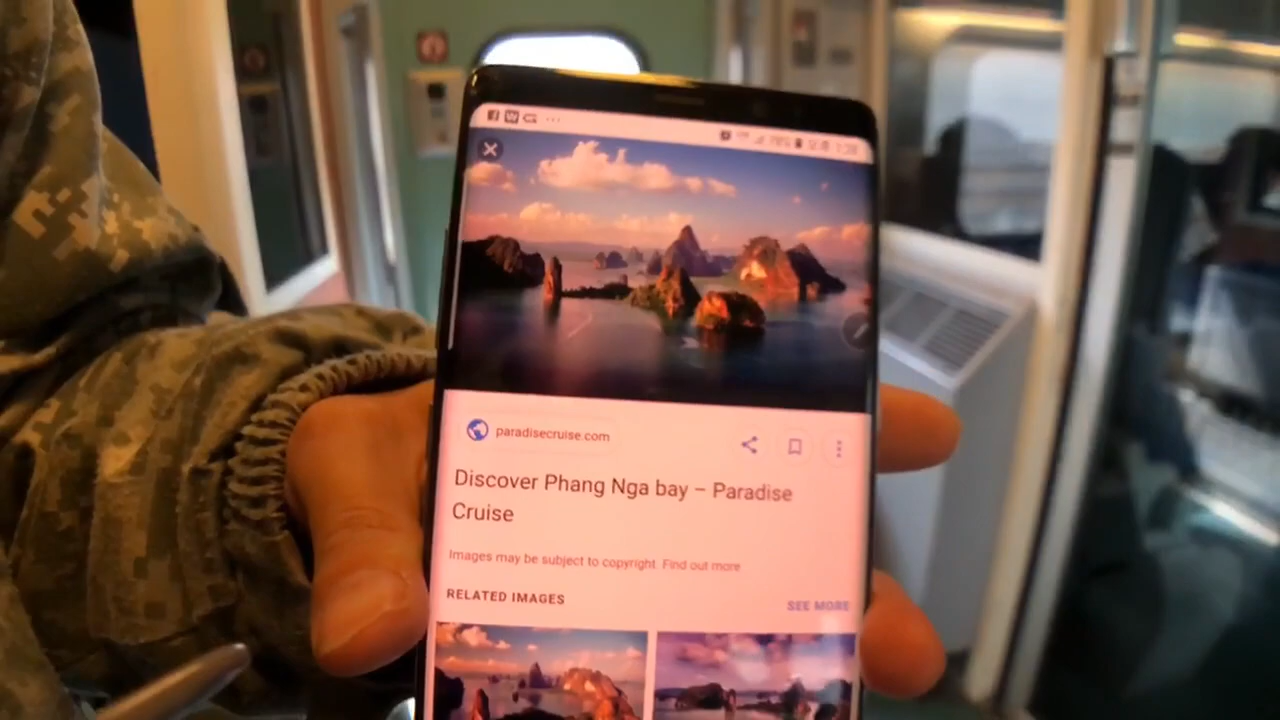 paradisecruise.com
Discover Phang Nga bay – Paradise
Cruise
Images may be subject to copyright. Find out more
RELATED IMAGES
SEE MORE